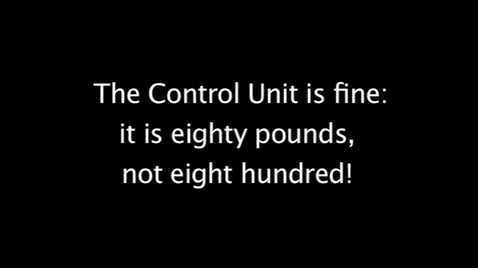 The Control Unit is fine:
it is eighty pounds,
not eight hundred!